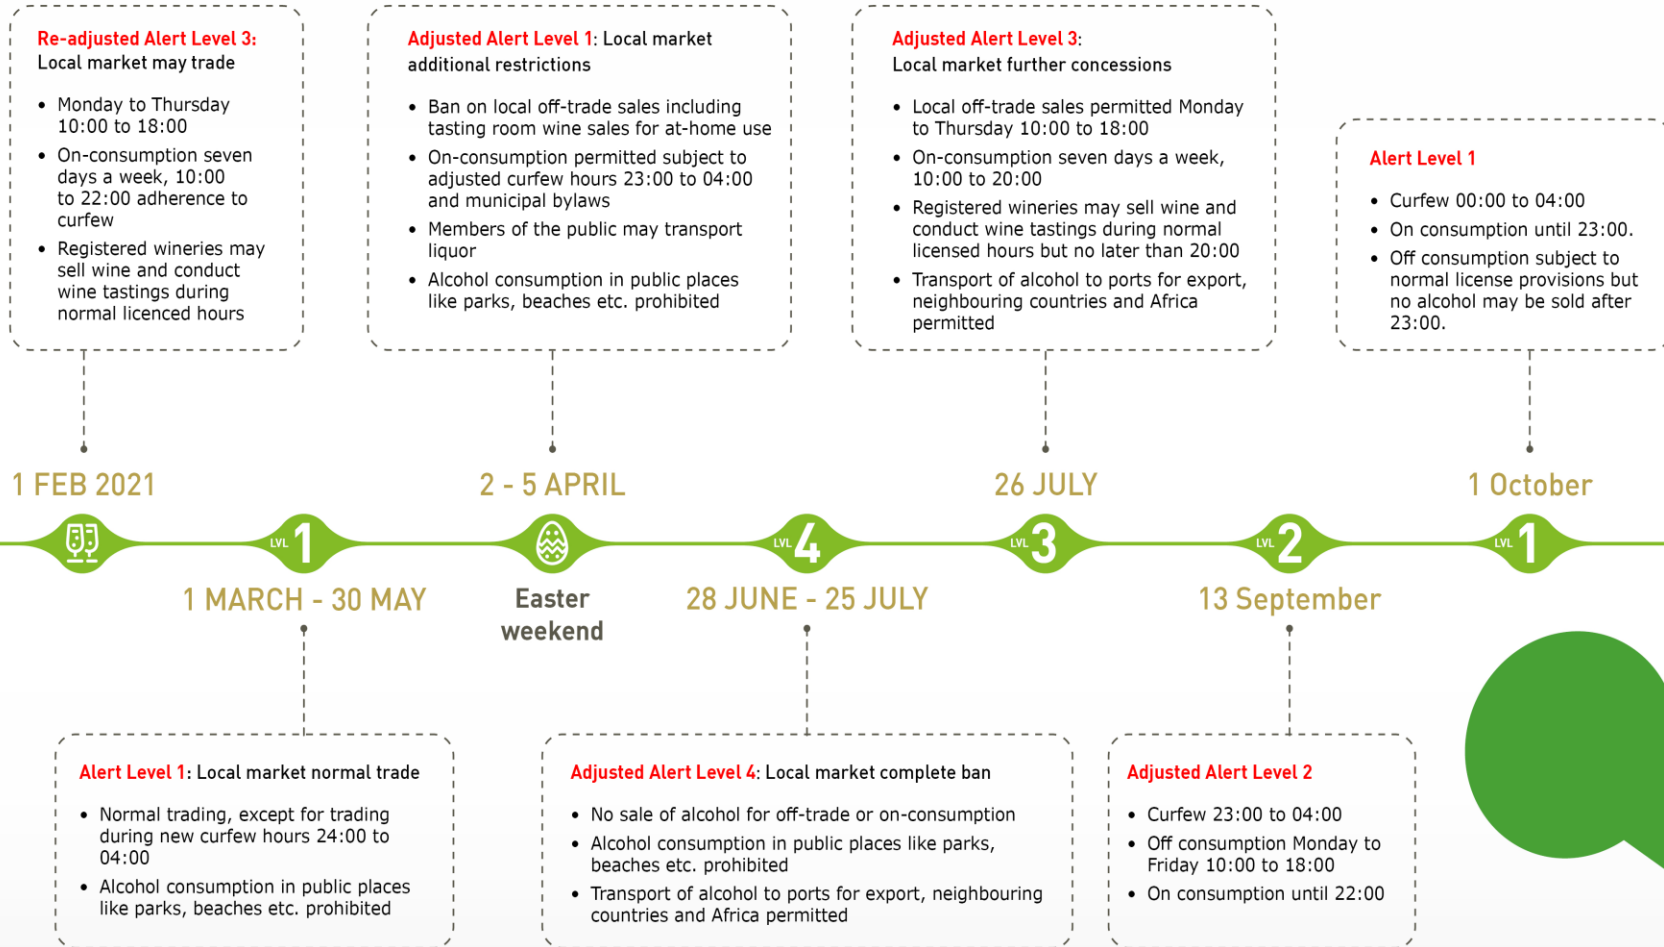 Re-adjusted Alert Level 3:
Local market may trade
• Monday to Thursday
10:00 to 18:00
• On-consumption seven
days a week, 10:00
to 22:00 adherence to
curfew
• Registered wineries may
sell wine and conduct
wine tastings during
normal licenced hours
Adjusted Alert Level 1: Local market
additional restrictions
• Ban on local off-trade sales including
tasting room wine sales for at-home use
• On-consumption permitted subject to
adjusted curfew hours 23:00 to 04:00
and municipal bylaws
• Members of the public may transport
liquor
• Alcohol consumption in public places
like parks, beaches etc. prohibited
Adjusted Alert Level 3:
Local market further concessions
• Local off-trade sales permitted Monday
to Thursday 10:00 to 18:00
• On-consumption seven days a week,
10:00 to 20:00
• Registered wineries may sell wine and
conduct wine tastings during normal
licensed hours but no later than 20:00
• Transport of alcohol to ports for export,
neighbouring countries and Africa
permitted
Alert Level 1
• Curfew 00:00 to 04:00
• On consumption until 23:00.
• Off consumption subject to
normal license provisions but
no alcohol may be sold after
23:00.
1 FEB 2021
2 - 5 APRIL
26 JULY
1 October
LVL 1
LVL 4
LVL 3
LVL 2
LVL 1
1 MARCH - 30 MAY
Easter
weekend
28 JUNE - 25 JULY
13 September
Alert Level 1: Local market normal trade
• Normal trading, except for trading
during new curfew hours 24:00 to
04:00
• Alcohol consumption in public places
like parks, beaches etc. prohibited
Adjusted Alert Level 4: Local market complete ban
• No sale of alcohol for off-trade or on-consumption
• Alcohol consumption in public places like parks,
beaches etc. prohibited
• Transport of alcohol to ports for export, neighbouring
countries and Africa permitted
Adjusted Alert Level 2
• Curfew 23:00 to 04:00
• Off consumption Monday to
Friday 10:00 to 18:00
• On consumption until 22:00